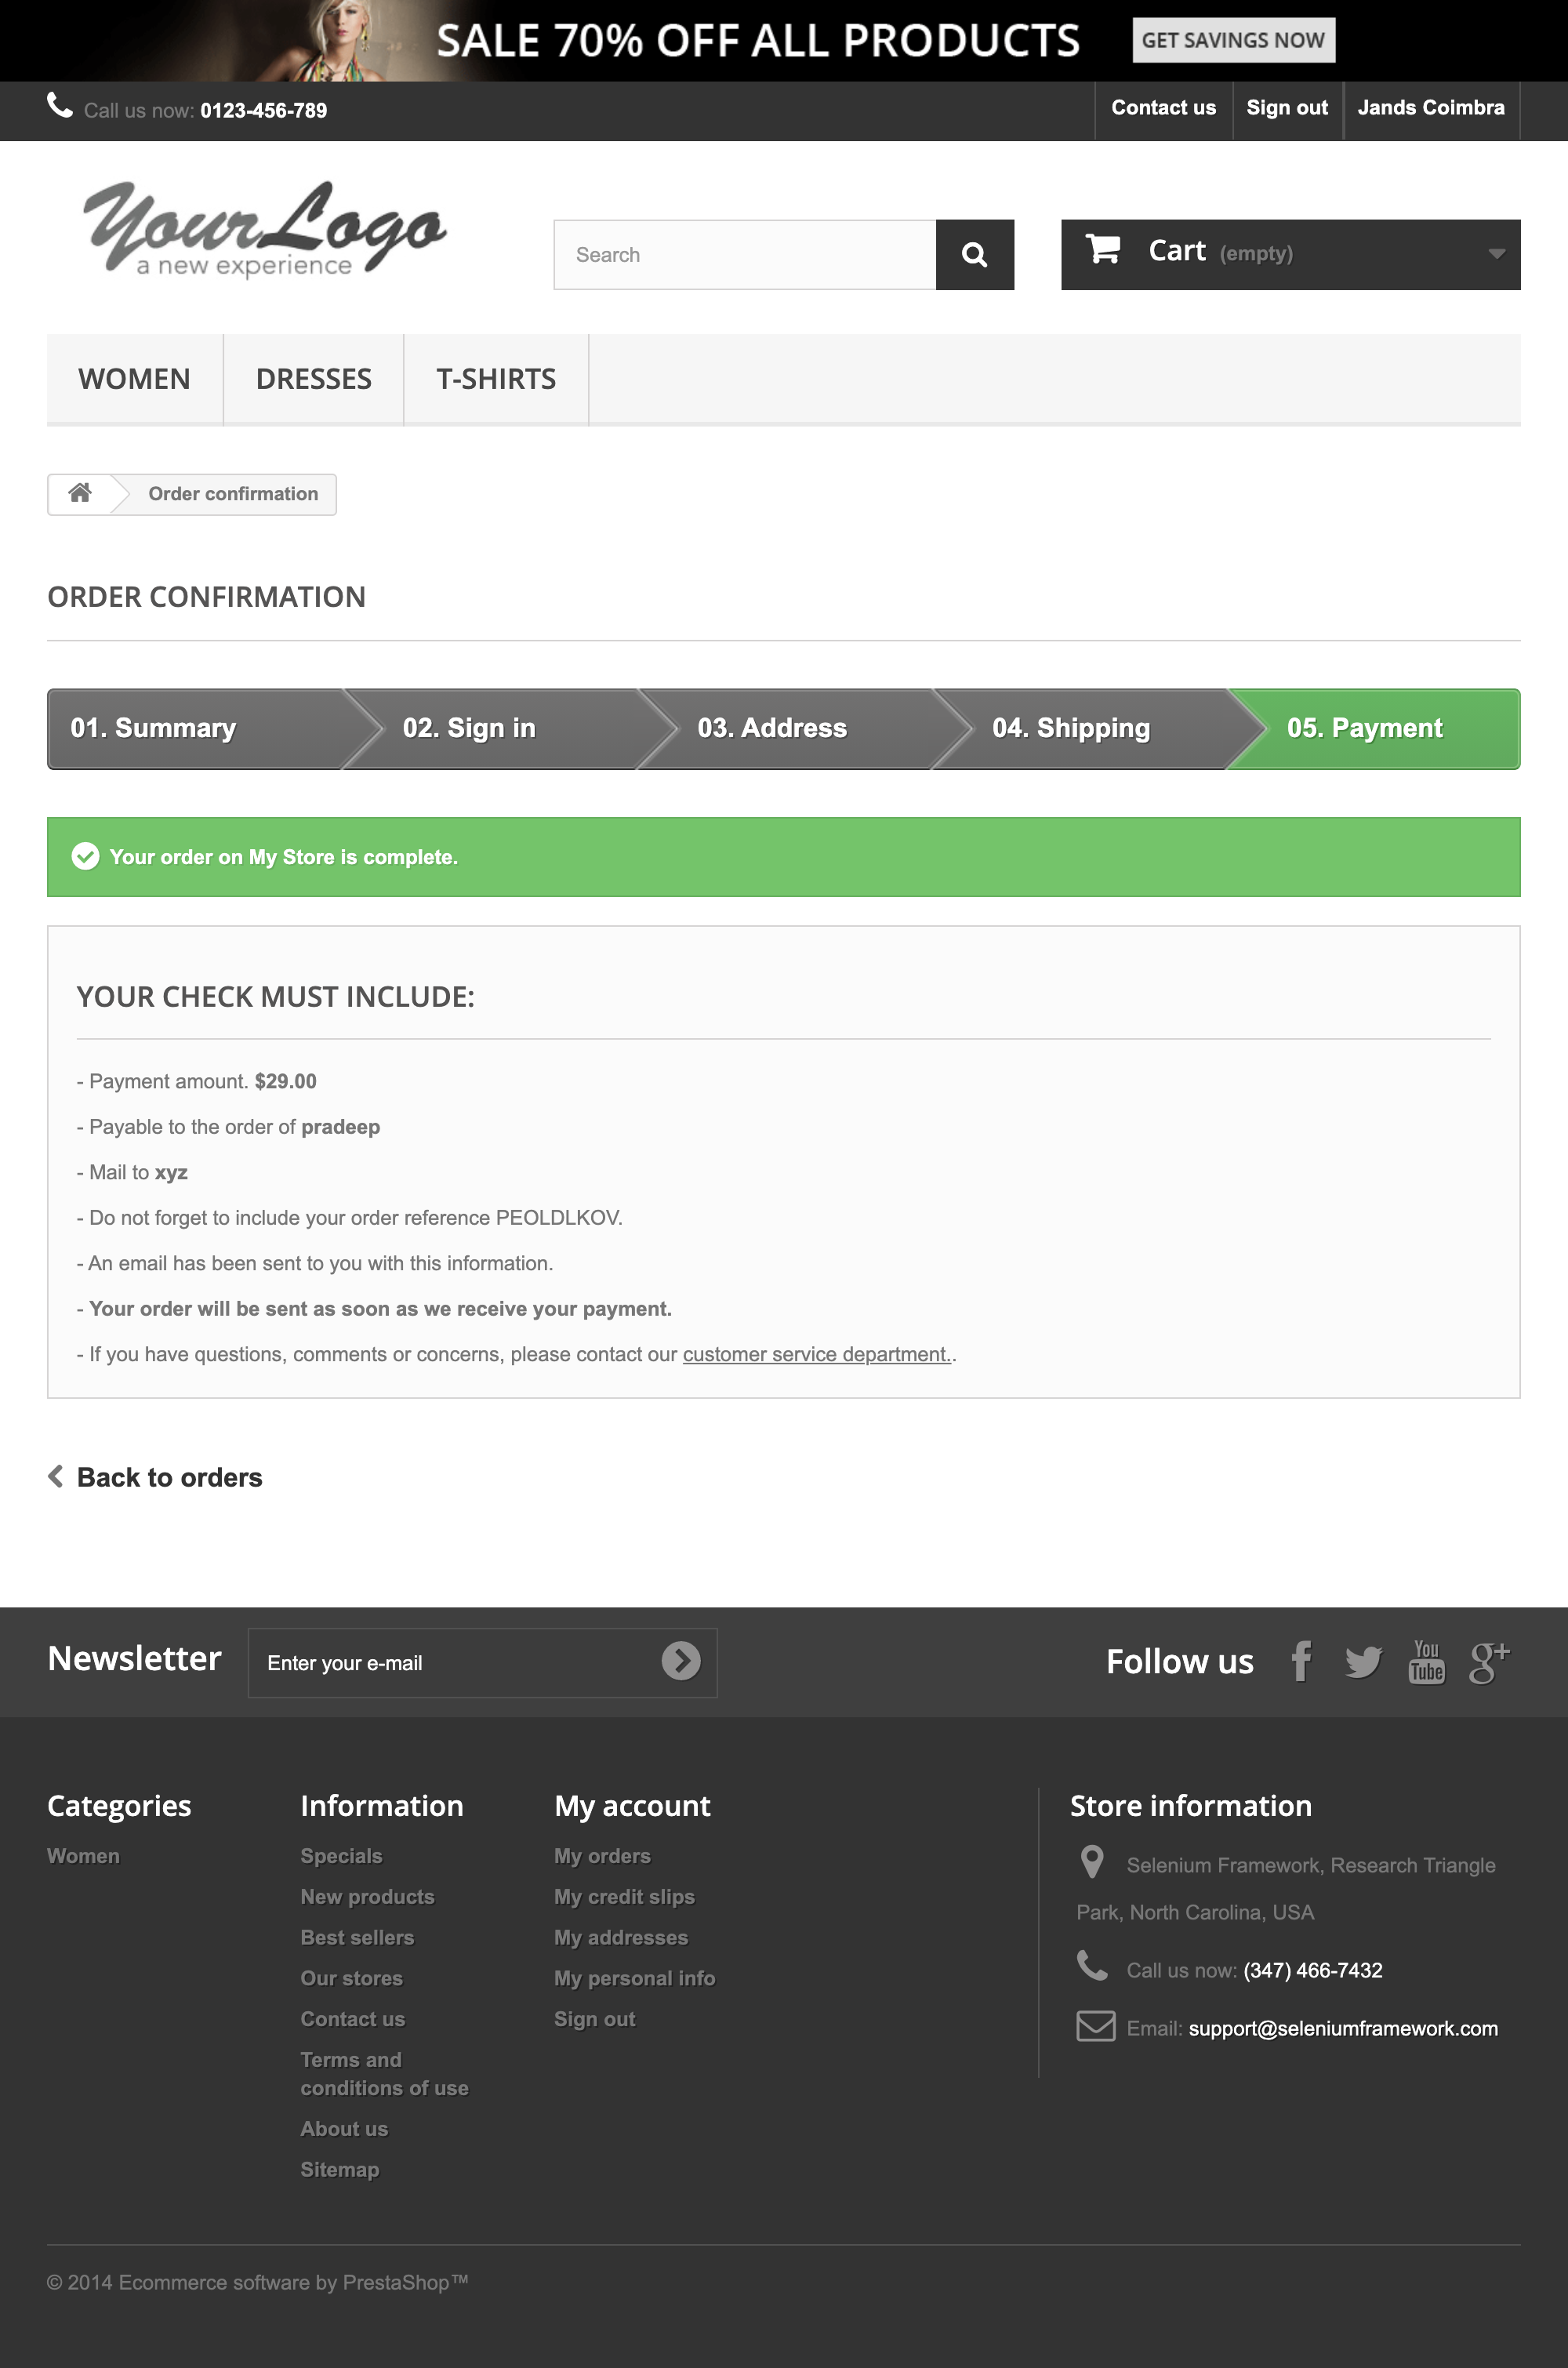 SALE 70% OFF ALL PRODUCTS
GET SAVINGS NOW
Call us now: 0123-456-789
Contact us
Sign out
Jands Coimbra
YourLogo
a new experience
Search
Cart (empty)
WOMEN
DRESSES
T-SHIRTS
Order confirmation
ORDER CONFIRMATION
01. Summary
02. Sign in
03. Address
04. Shipping
05. Payment
Your order on My Store is complete.
YOUR CHECK MUST INCLUDE:
- Payment amount. $29.00
- Payable to the order of pradeep
- Mail to xyz
- Do not forget to include your order reference PEOLDLKOV.
- An email has been sent to you with this information.
- Your order will be sent as soon as we receive your payment.
- If you have questions, comments or concerns, please contact our customer service department..
Back to orders
Newsletter
Enter your e-mail
Follow us
You
Tube
g+
Categories
Women
Information
Specials
New products
Best sellers
Our stores
Contact us
Terms and
conditions of use
About us
Sitemap
My account
My orders
My credit slips
My addresses
My personal info
Sign out
Store information
Selenium Framework, Research Triangle
Park, North Carolina, USA
Call us now: (347) 466-7432
Email: support@seleniumframework.com
© 2014 Ecommerce software by PrestaShop™